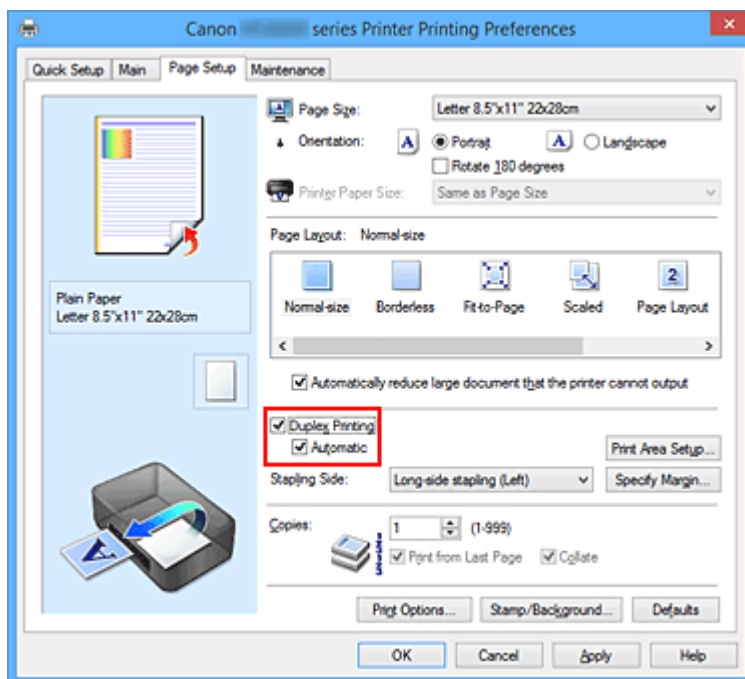 Canon series Printer Printing Preferences
Quick Setup Main Page Setup Maintenance
Page Size: Letter 8.5"x11" 22x28cm
Orientation: A Portrait A Landscape
Rotate 180 degrees
Printer Paper Size: Same as Page Size
Page Layout: Normal-size
2
Normal-size Borderless Fit-to-Page Scaled Page Layout
Plain Paper
Letter 8.5"x11" 22x28cm
Automatically reduce large document that the printer cannot output
Duplex Printing
Automatic
Print Area Setup...
Stapling Side: Long-side stapling (Left) Specify Margin...
Copies: 1 (1-999)
Print from Last Page Collate
A
Print Options... Stamp/Background... Defaults
OK Cancel Apply Help